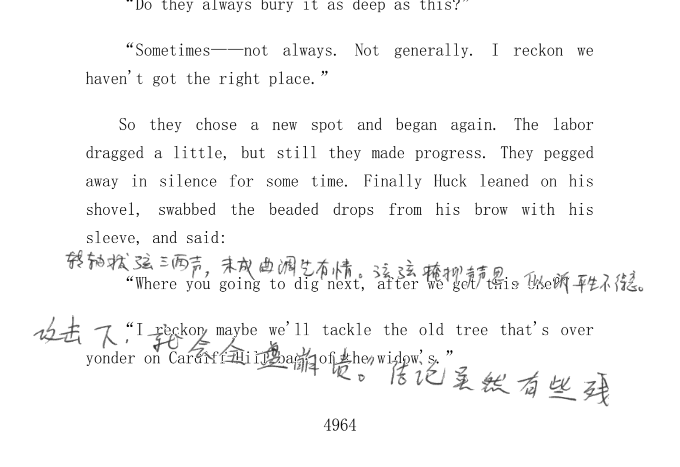 “Do they always bury it as deep as this?”
“Sometimes——not always. Not generally. I reckon we
haven't got the right place.”
So they chose a new spot and began again. The labor
dragged a little, but still they made progress. They pegged
away in silence for some time. Finally Huck leaned on his
shovel, swabbed the beaded drops from his brow with his
sleeve, and said:
转轴拨弦三两声，未成曲调先有情。弦弦掩抑声声思，似诉平生不得志。
“Where you going to dig next, after we get this one?”
“I reckon maybe we'll tackle the old tree that's over
攻击下，就会全盘崩溃。结论虽然有些残
yonder on Cardiff Hill back of the widow's.”
4964